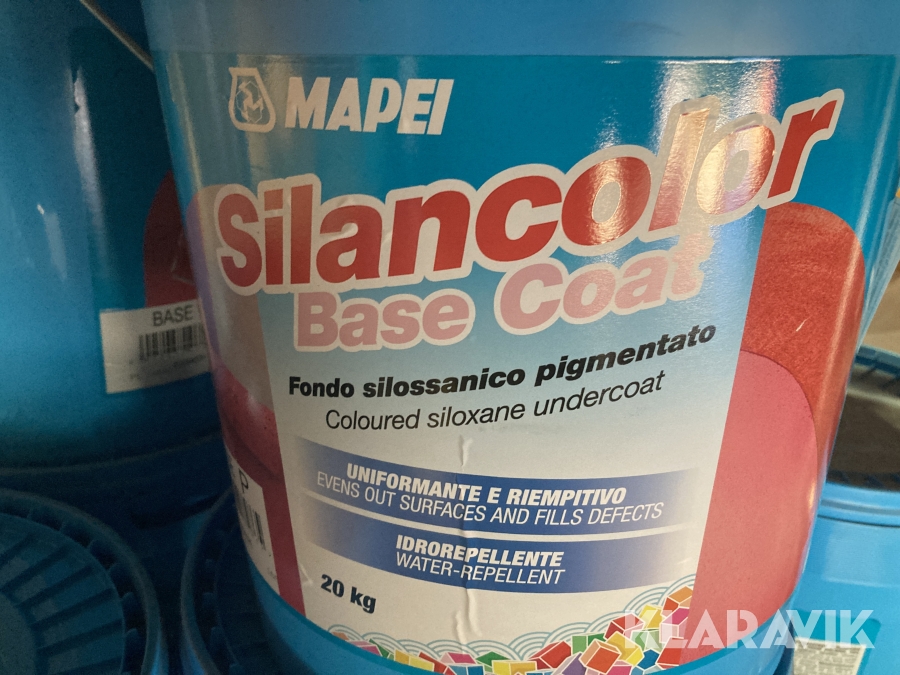 MAPEI
Silancolor
Base Coat
Fondo silossanico pigmentato
Coloured siloxane undercoat
UNIFORMANTE E RIEMPITIVO
EVENS OUT SURFACES AND FILLS DEFECTS
IDROREPELLENTE
WATER-REPELLENT
20 kg
BASE
P
KLARAVIK